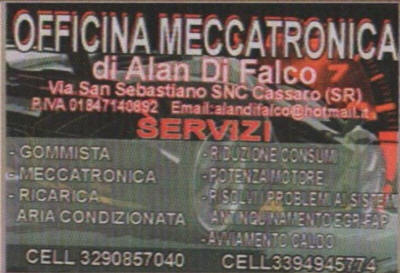 OFFICINA MECCATRONICA
di Alan Di Falco
Via San Sebastiano SNC Cassaro (SR)
P.IVA 01847140892 Email:alandifalco@hotmail.it
SERVIZI
- GOMMISTA
- MECCATRONICA
- RICARICA
ARIA CONDIZIONATA
- RIDUZIONE CONSUMI
- POTENZA MOTORE
- RISOLVI PROBLEMI AI SISTEM
ANTINQUINAMENTO EGR-FAP
- AVVIAMENTO CALDO
CELL 3290857040
CELL 3394945774